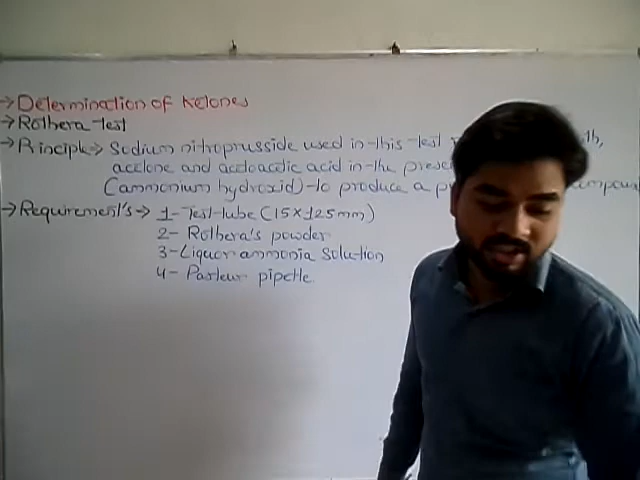 → Determination of Ketones
→ Rothera test
→ Principle → Sodium nitroprusside used in this test
acetone and acetoacetic acid in the
(ammonium hydroxid) to produce a
→ Requirement's → 1- Test tube (15 X 125 mm)
2- Rothera's powder
3- Liquor ammonia Solution
4- Pasteur pipette